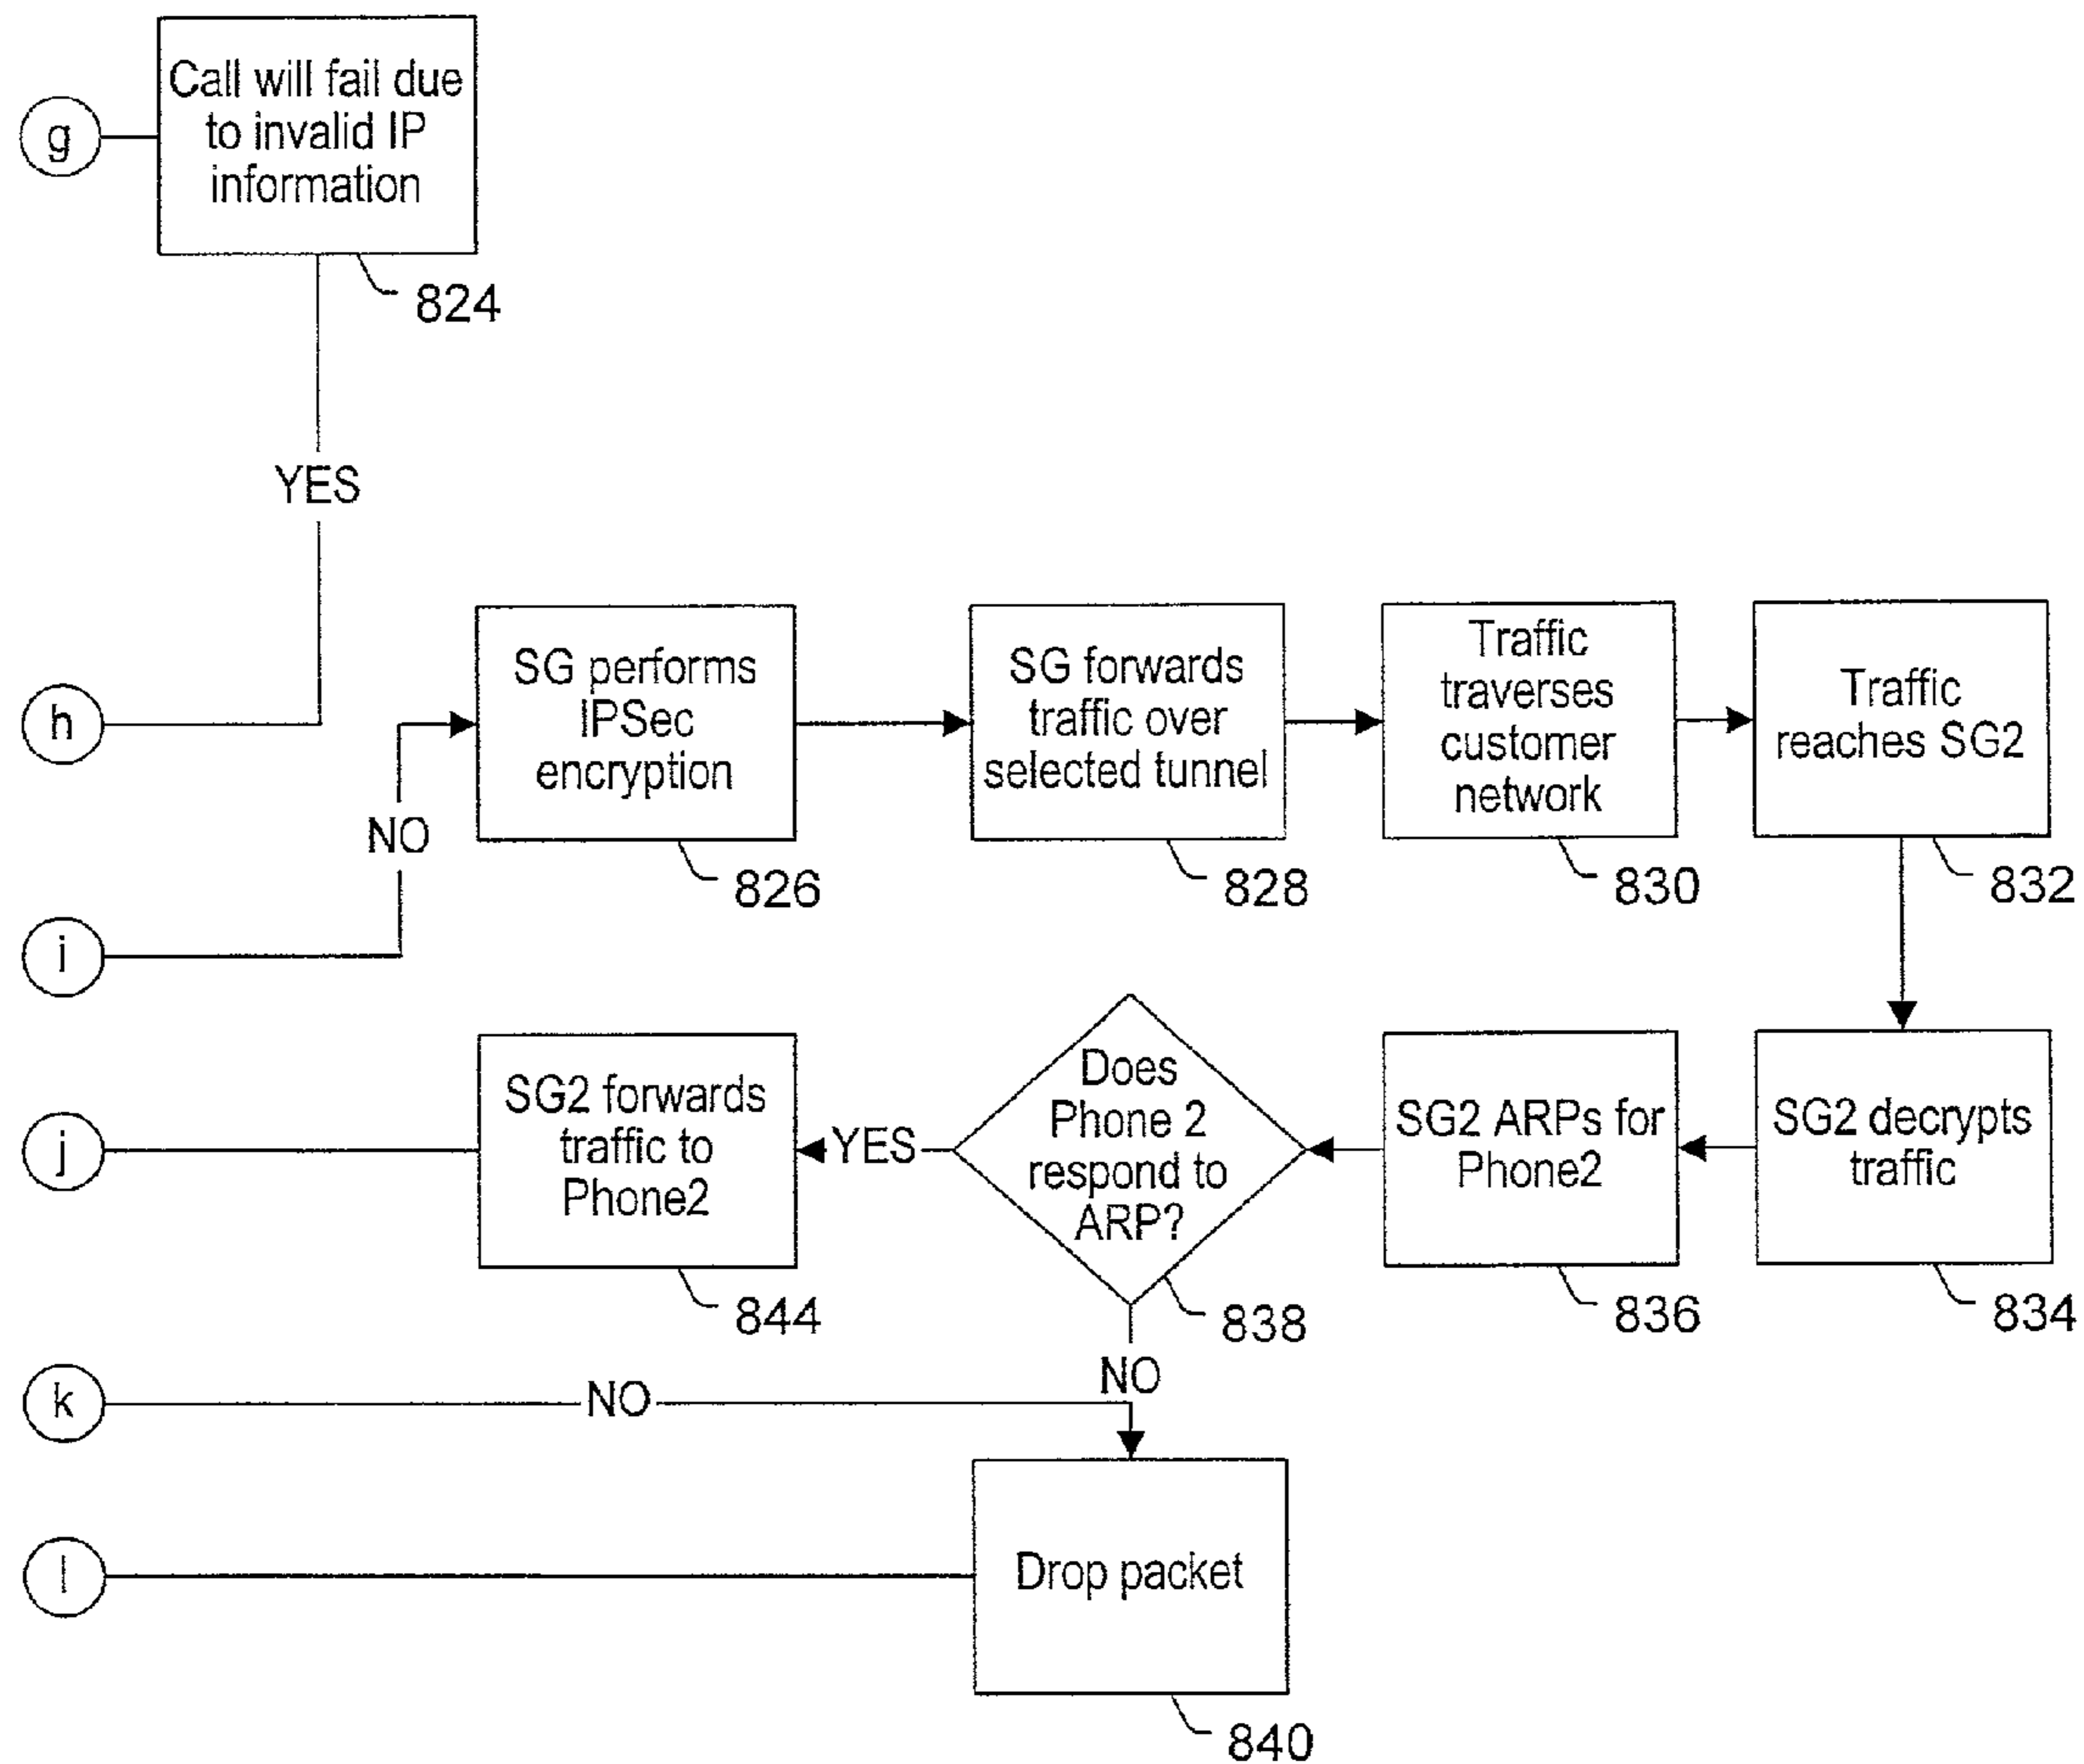 g
Call will fail due
to invalid IP
information
824
YES
h
SG performs
IPSec
encryption
826
SG forwards
traffic over
selected tunnel
828
Traffic
traverses
customer
network
830
Traffic
reaches SG2
832
NO
i
j
SG2 forwards
traffic to
Phone2
844
YES
Does
Phone 2
respond to
ARP?
838
SG2 ARPs for
Phone2
836
SG2 decrypts
traffic
834
NO
k
NO
l
Drop packet
840